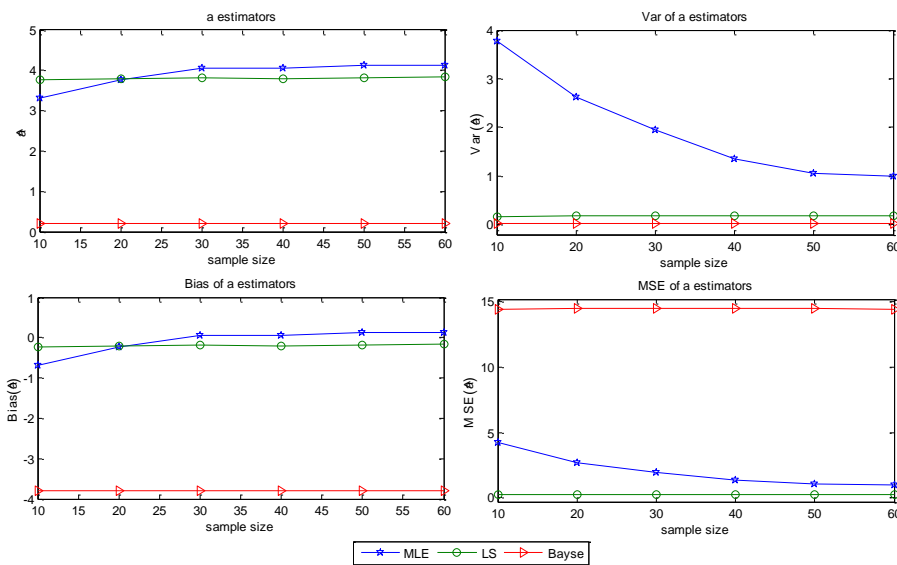 a estimators
5
4
3
2
1
0
10 15 20 25 30 35 40 45 50 55 60
sample size
Var of a estimators
4
3
2
1
0
Var(â)
10 20 30 40 50 60
sample size
Bias of a estimators
1
0
-1
-2
-3
-4
Bias(â)
10 15 20 25 30 35 40 45 50 55 60
sample size
MSE of a estimators
15
10
5
0
MSE(â)
10 20 30 40 50 60
sample size
MLE LS Bayse